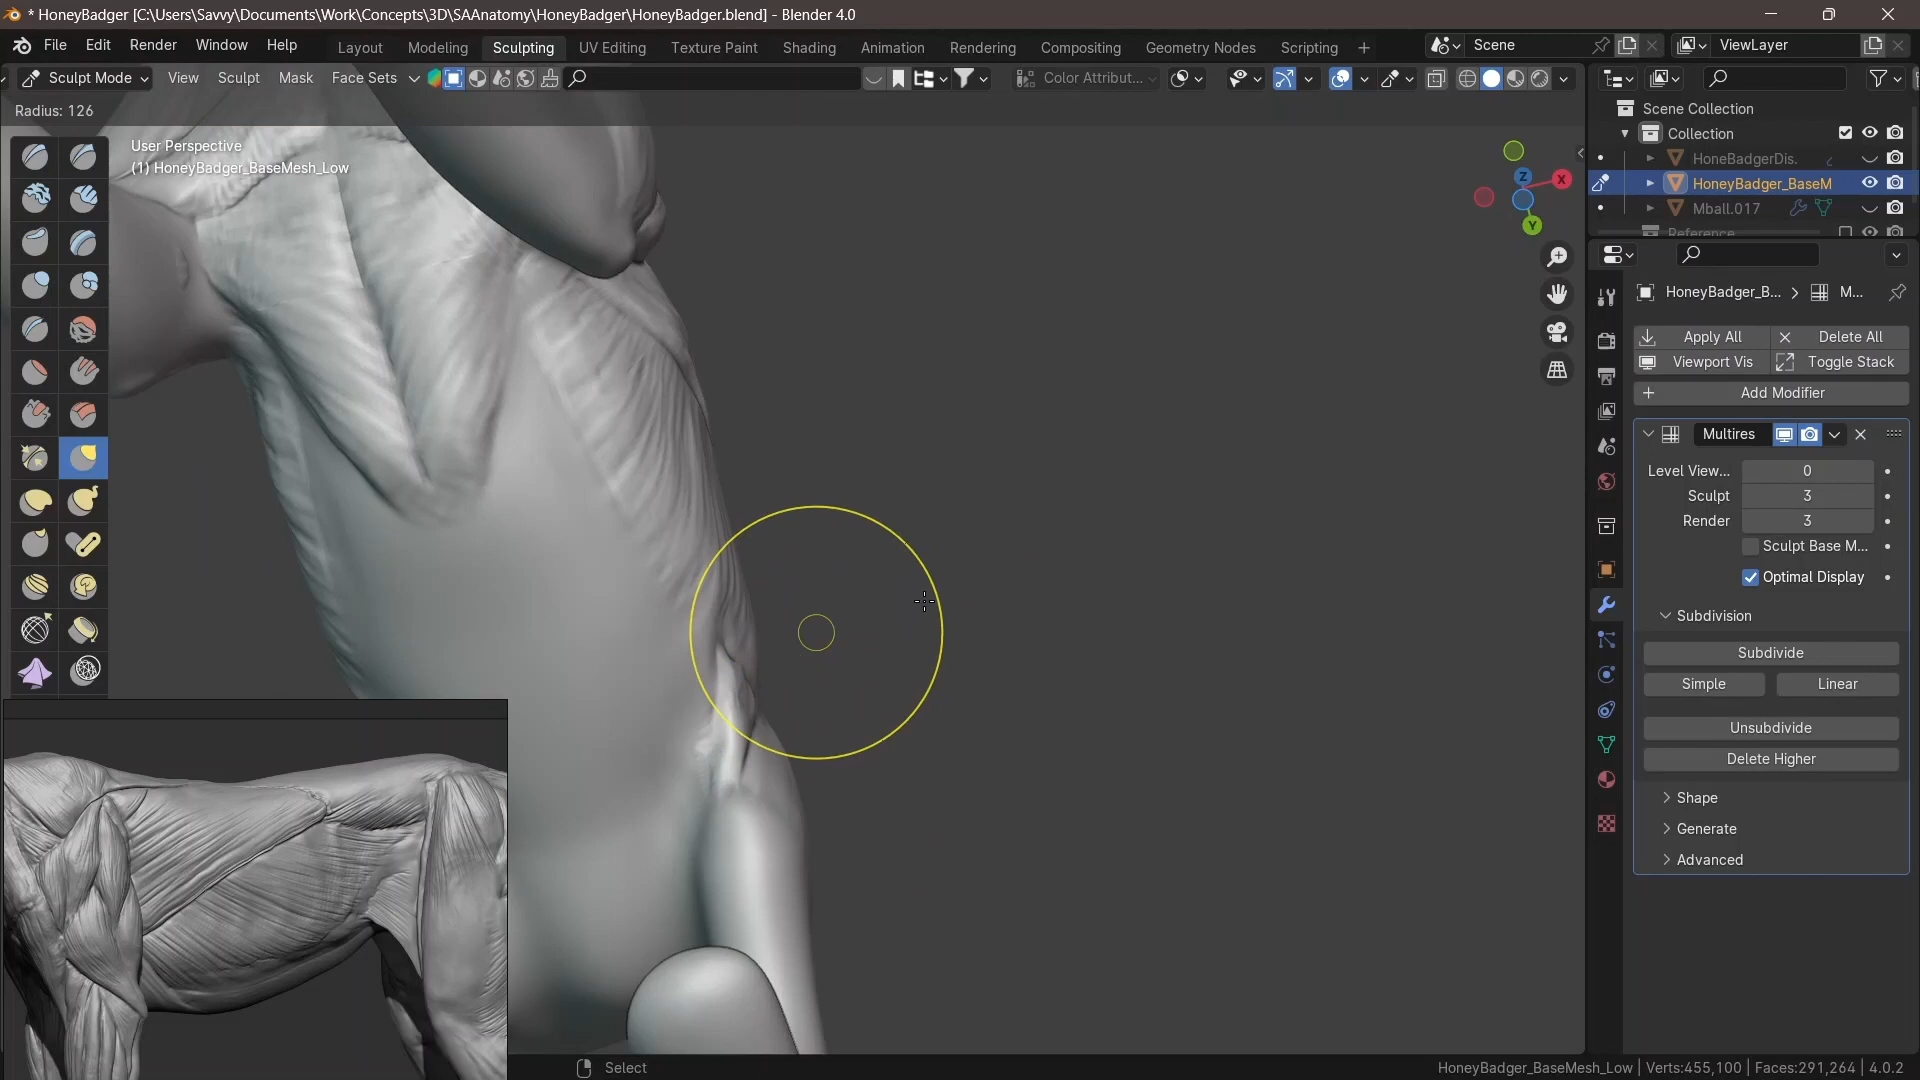 * HoneyBadger [C:\Users\Savvy\Documents\Work\Concepts\3D\SAAnatomy\HoneyBadger\HoneyBadger.blend] - Blender 4.0
File Edit Render Window Help Layout Modeling Sculpting UV Editing Texture Paint Shading Animation Rendering Compositing Geometry Nodes Scripting + Scene ViewLayer
Sculpt Mode View Sculpt Mask Face Sets Color Attribut...
Radius: 126
User Perspective
(1) HoneyBadger_BaseMesh_Low
Z
X
Y
Scene Collection
Collection
HoneBadgerDis.
HoneyBadger_BaseM
Mball.017
Reference
HoneyBadger_B... > M...
Apply All Delete All
Viewport Vis Toggle Stack
Add Modifier
Multires
Level View... 0
Sculpt 3
Render 3
Sculpt Base M...
Optimal Display
Subdivision
Subdivide
Simple Linear
Unsubdivide
Delete Higher
Shape
Generate
Advanced
Select
HoneyBadger_BaseMesh_Low | Verts:455,100 | Faces:291,264 | 4.0.2